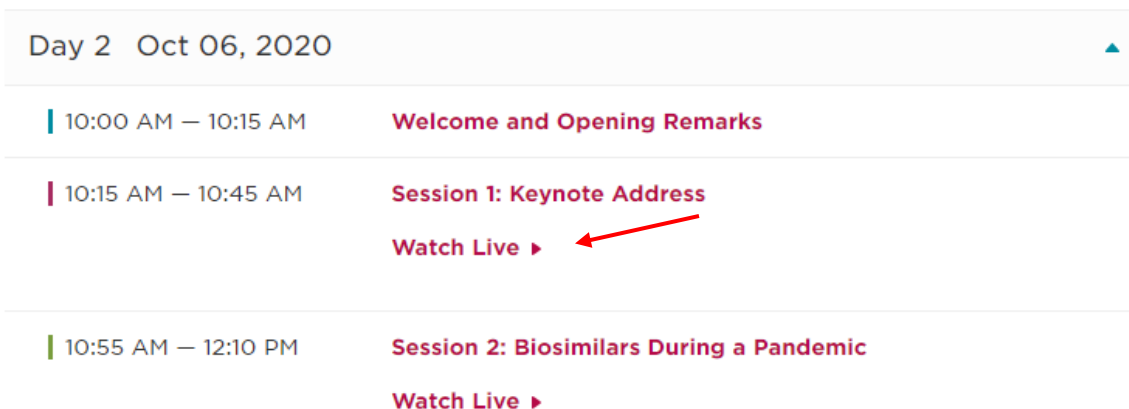 Day 2 Oct 06, 2020
10:00 AM — 10:15 AM Welcome and Opening Remarks
10:15 AM — 10:45 AM Session 1: Keynote Address
Watch Live
10:55 AM — 12:10 PM Session 2: Biosimilars During a Pandemic
Watch Live